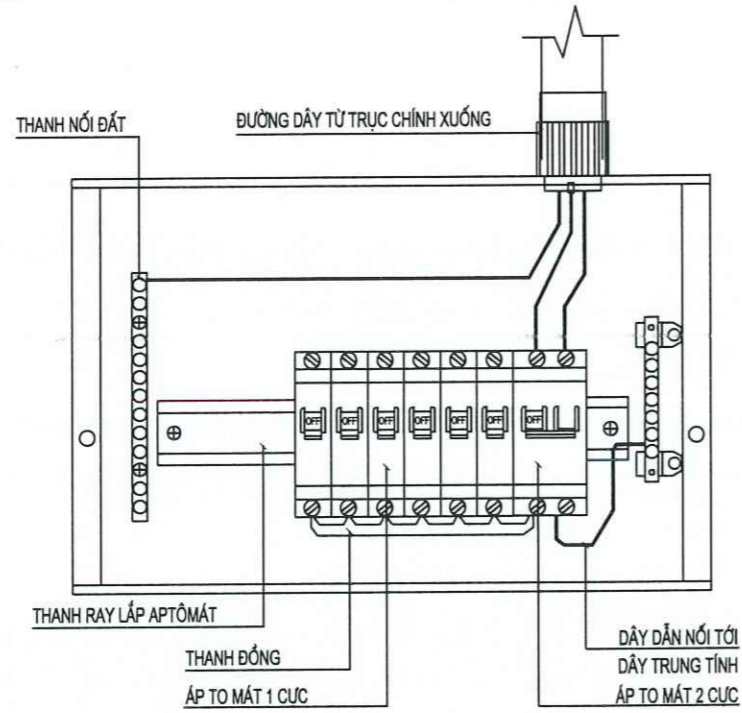 THANH NỐI ĐẤT
ĐƯỜNG DÂY TỪ TRỤC CHÍNH XUỐNG
OFF OFF OFF OFF OFF OFF OFF
THANH RAY LẮP APTÔMÁT
THANH ĐỒNG
ÁP TO MÁT 1 CỰC
DÂY DẪN NỐI TỚI
DÂY TRUNG TÍNH
ÁP TO MÁT 2 CỰC